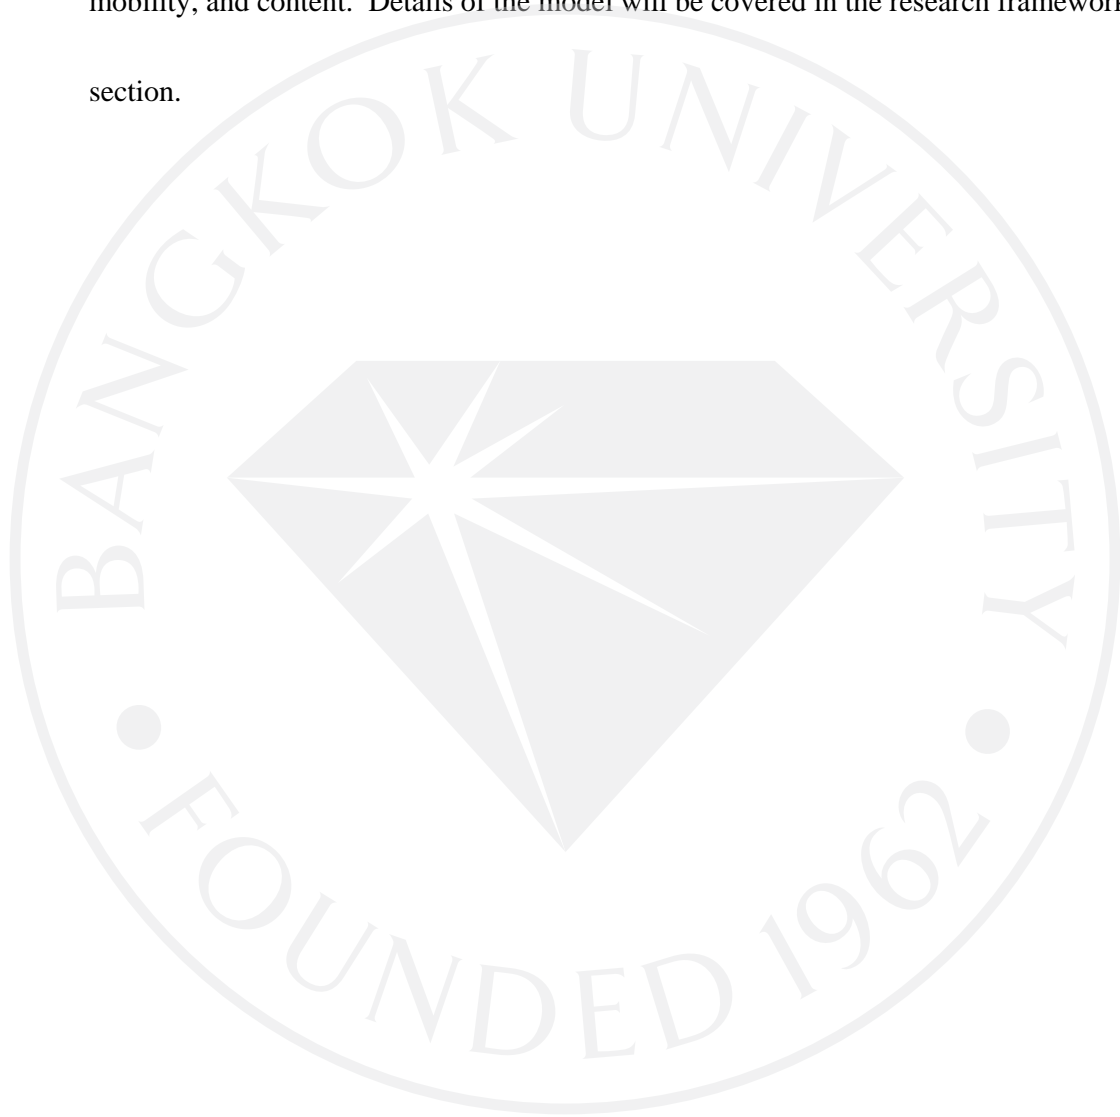 mobility, and content.  Details of the model will be covered in the research framework
section.
BANGKOK UNIVERSITY
• FOUNDED 1962 •